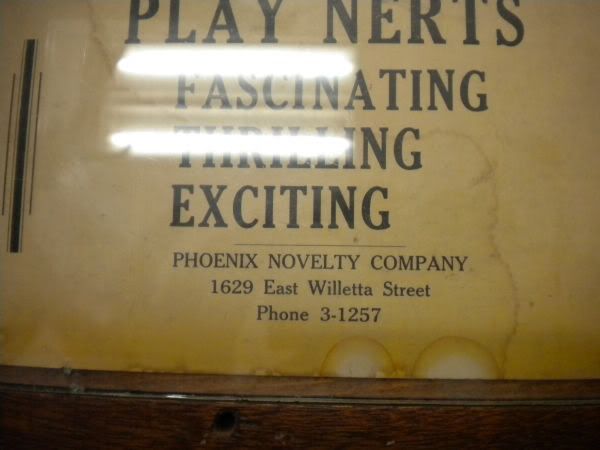 PLAY NERTS
FASCINATING
THRILLING
EXCITING
PHOENIX NOVELTY COMPANY
1629 East Willetta Street
Phone 3-1257